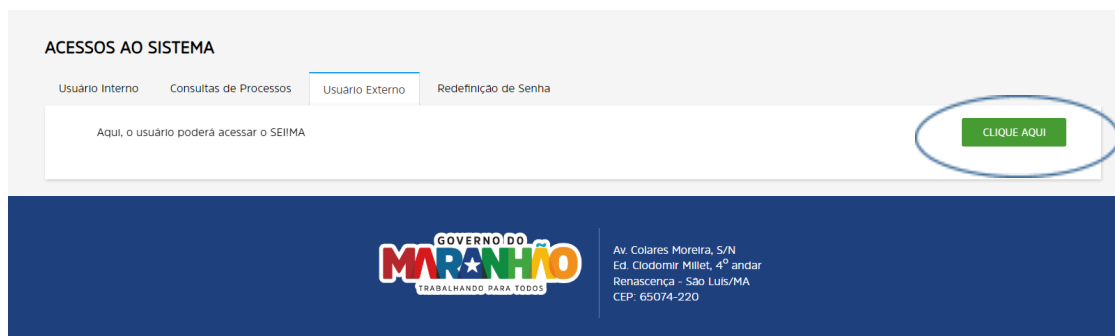 ACESSOS AO SISTEMA
Usuário Interno Consultas de Processos Usuário Externo Redefinição de Senha
Aqui, o usuário poderá acessar o SEI!MA CLIQUE AQUI
GOVERNO DO
MARANHÃO
TRABALHANDO PARA TODOS
Av. Colares Moreira, S/N
Ed. Clodomir Millet, 4º andar
Renascença - São Luís/MA
CEP: 65074-220